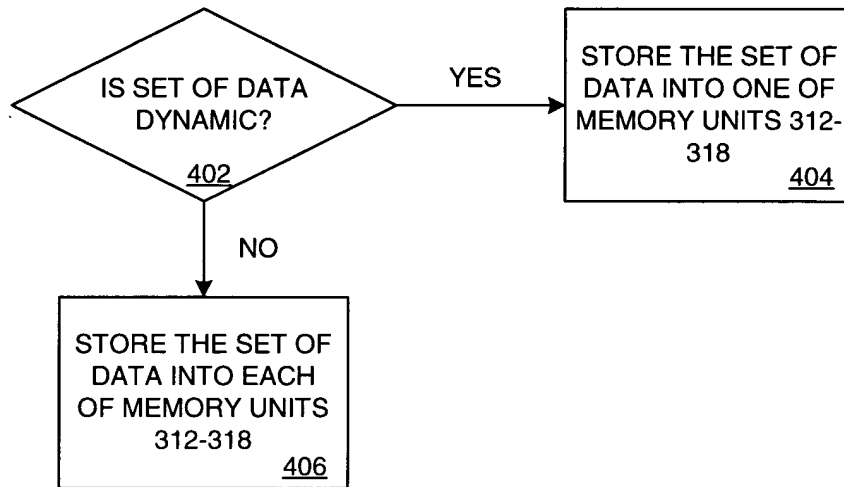 IS SET OF DATA
DYNAMIC?
402
YES
STORE THE SET OF
DATA INTO ONE OF
MEMORY UNITS 312-
318
404
NO
STORE THE SET OF
DATA INTO EACH
OF MEMORY UNITS
312-318
406